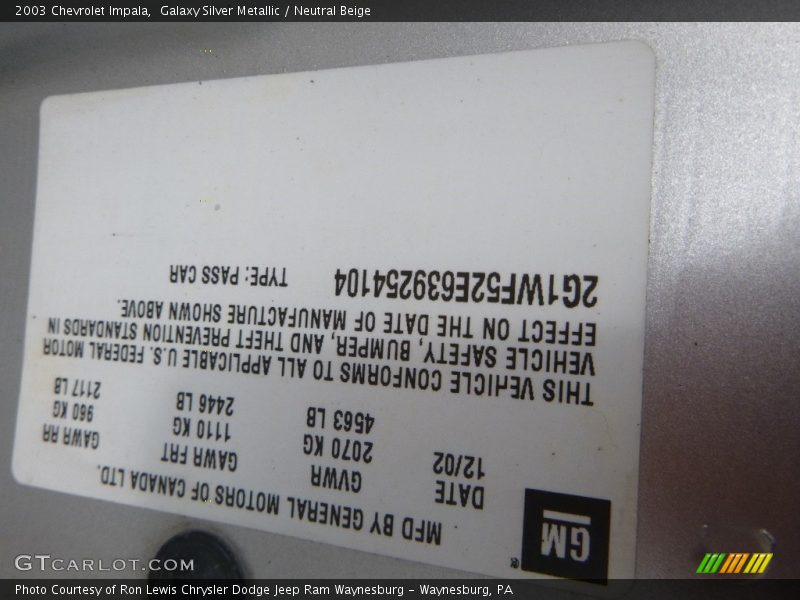 2003 Chevrolet Impala, Galaxy Silver Metallic / Neutral Beige
GM
MFD BY GENERAL MOTORS OF CANADA LTD.
DATE GVWR GAWR FRT GAWR RR
12/02 2070 KG 1110 KG 960 KG
4563 LB 2446 LB 2117 LB
THIS VEHICLE CONFORMS TO ALL APPLICABLE U.S. FEDERAL MOTOR
VEHICLE SAFETY, BUMPER, AND THEFT PREVENTION STANDARDS IN
EFFECT ON THE DATE OF MANUFACTURE SHOWN ABOVE.
2G1WF52E639254104 TYPE: PASS CAR
GTCARLOT.COM
Photo Courtesy of Ron Lewis Chrysler Dodge Jeep Ram Waynesburg - Waynesburg, PA